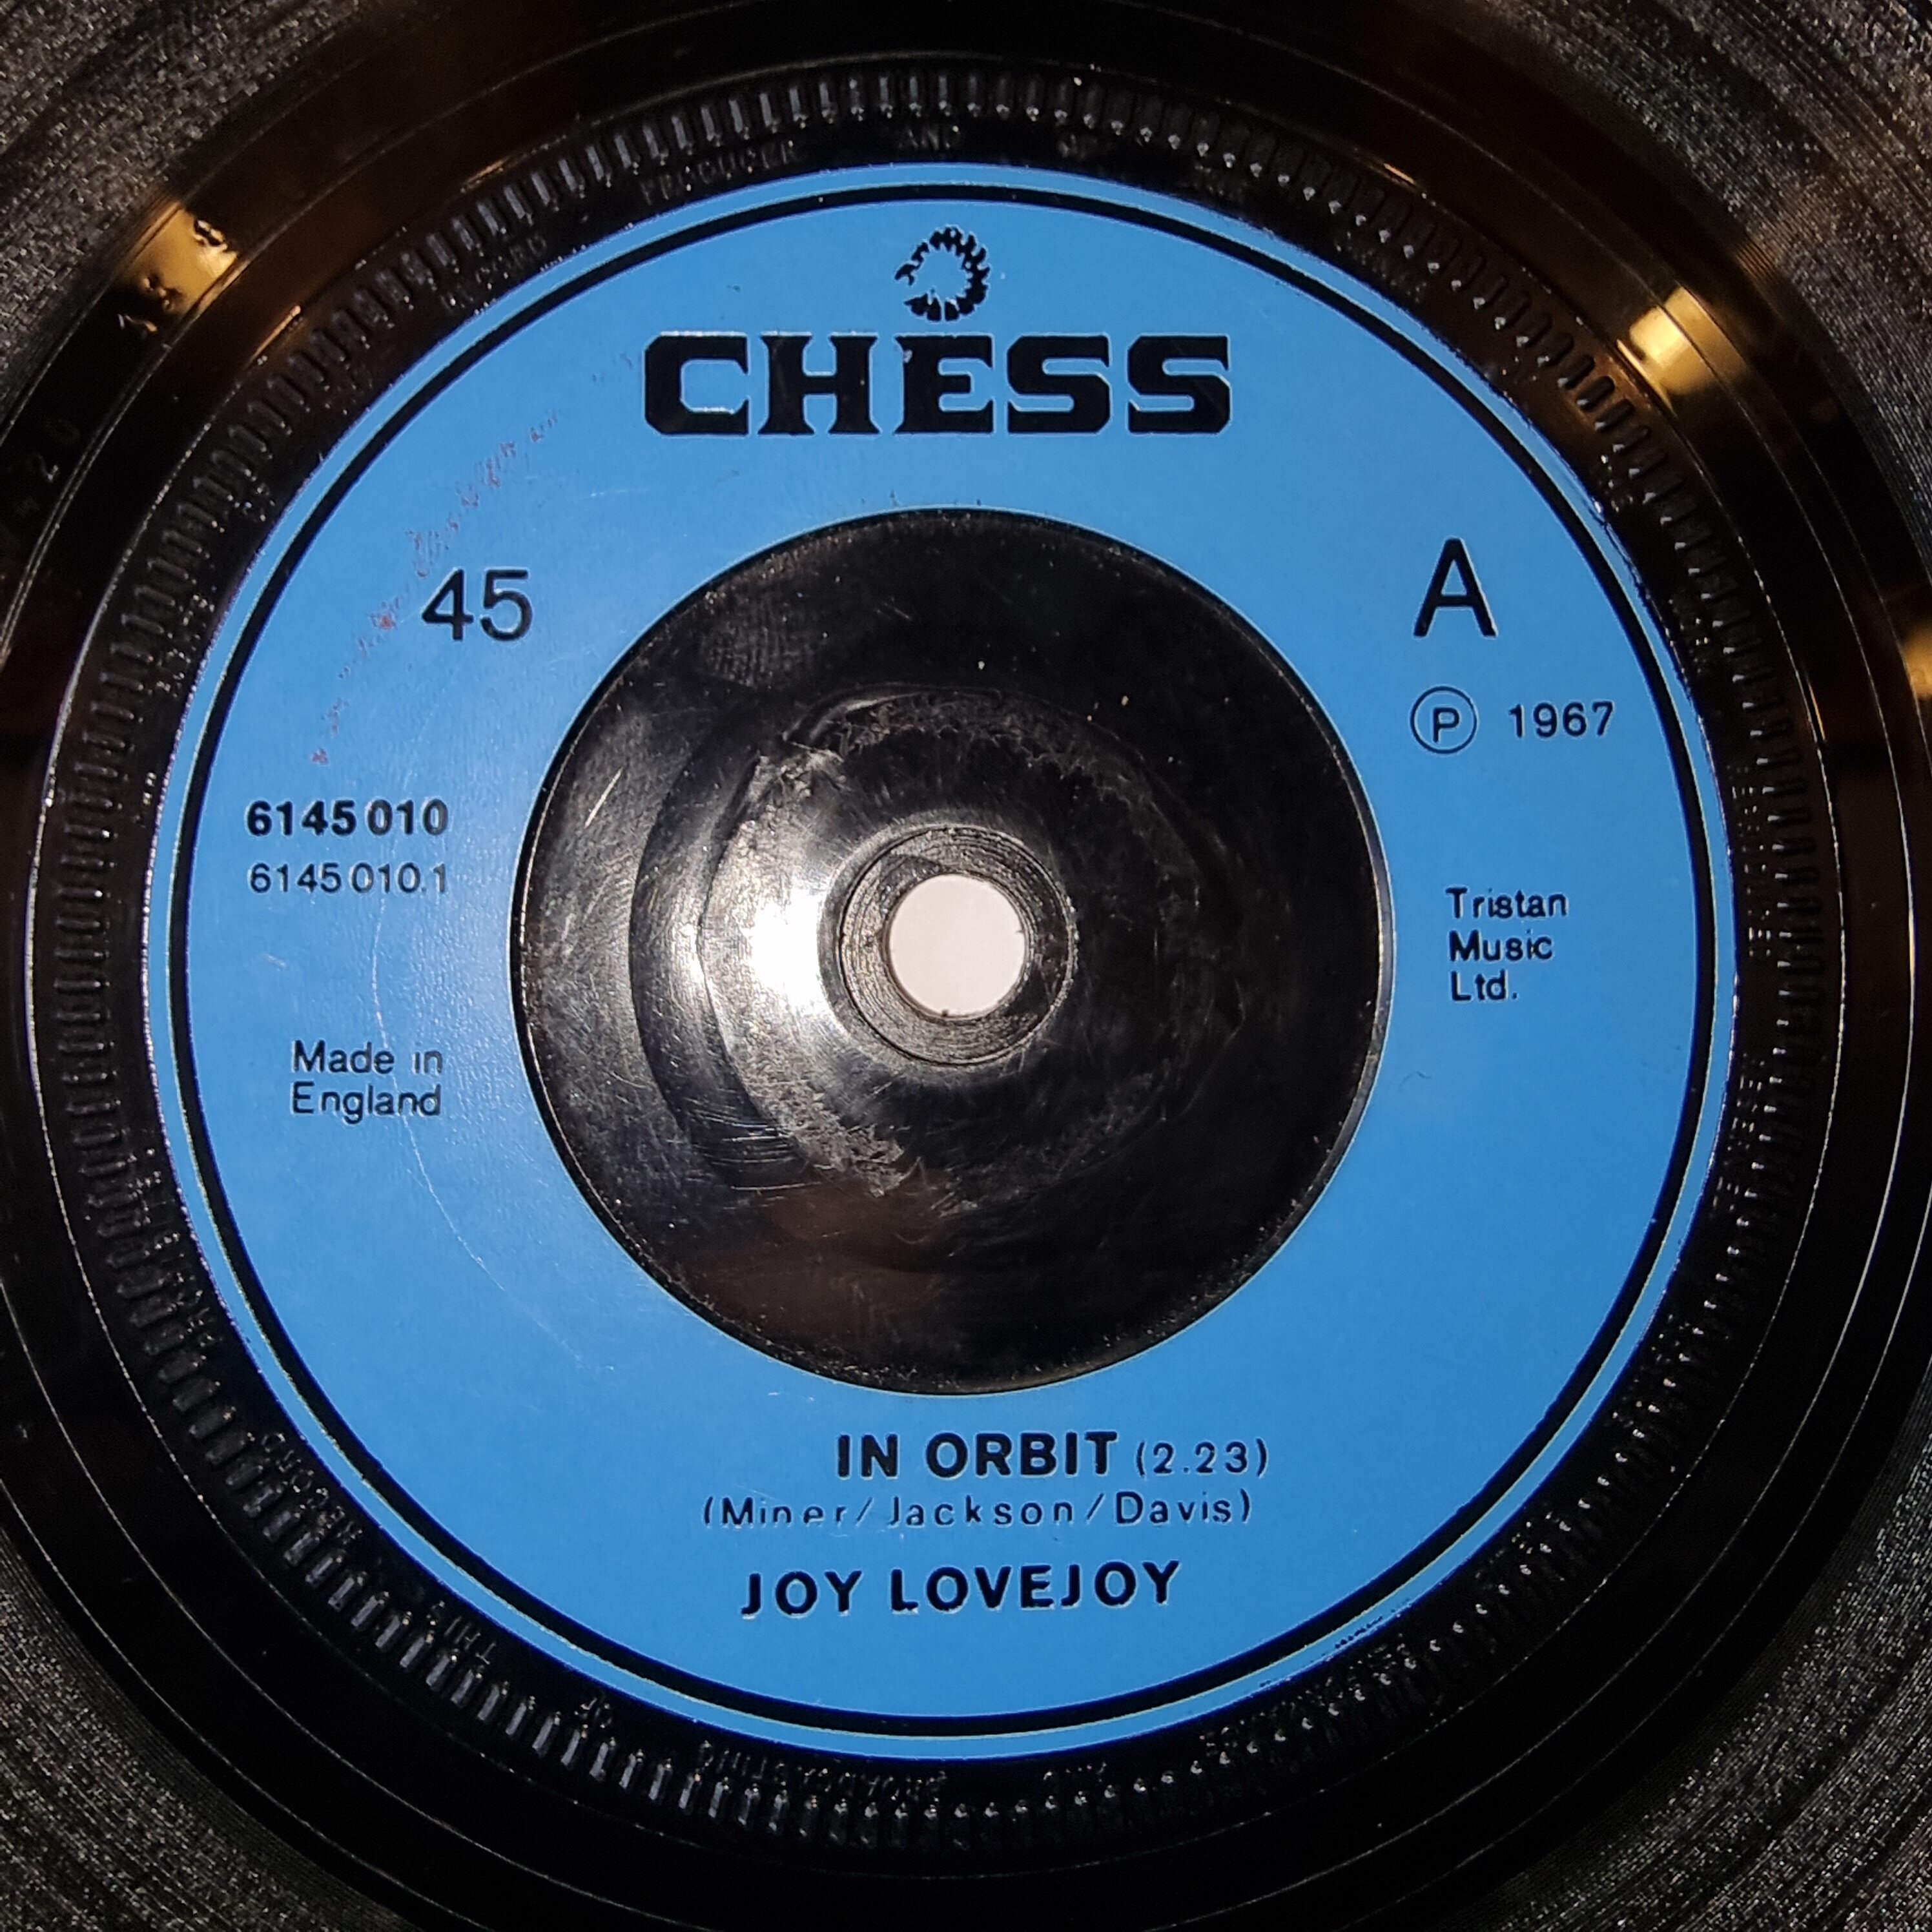 CHESS
45
A
Ⓟ 1967
6145 010
6145 010.1
Tristan
Music
Ltd.
Made in
England
IN ORBIT (2.23)
(Miner/Jackson/Davis)
JOY LOVEJOY